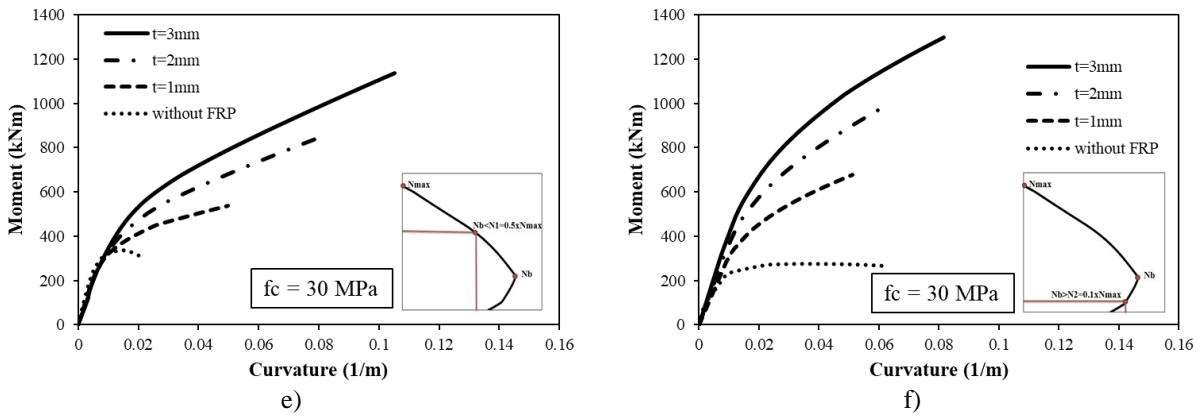 1400
1200
1000
800
600
400
200
0
Moment (kNm)
t=3mm
t=2mm
t=1mm
without FRP
Nmax
Nb<N1=0.5xNmax
Nb
fc = 30 MPa
0 0.02 0.04 0.06 0.08 0.1 0.12 0.14 0.16
Curvature (1/m)
e)
1400
1200
1000
800
600
400
200
0
Moment (kNm)
t=3mm
t=2mm
t=1mm
without FRP
Nmax
Nb
Nb>N2=0.1xNmax
fc = 30 MPa
0 0.02 0.04 0.06 0.08 0.1 0.12 0.14 0.16
Curvature (1/m)
f)